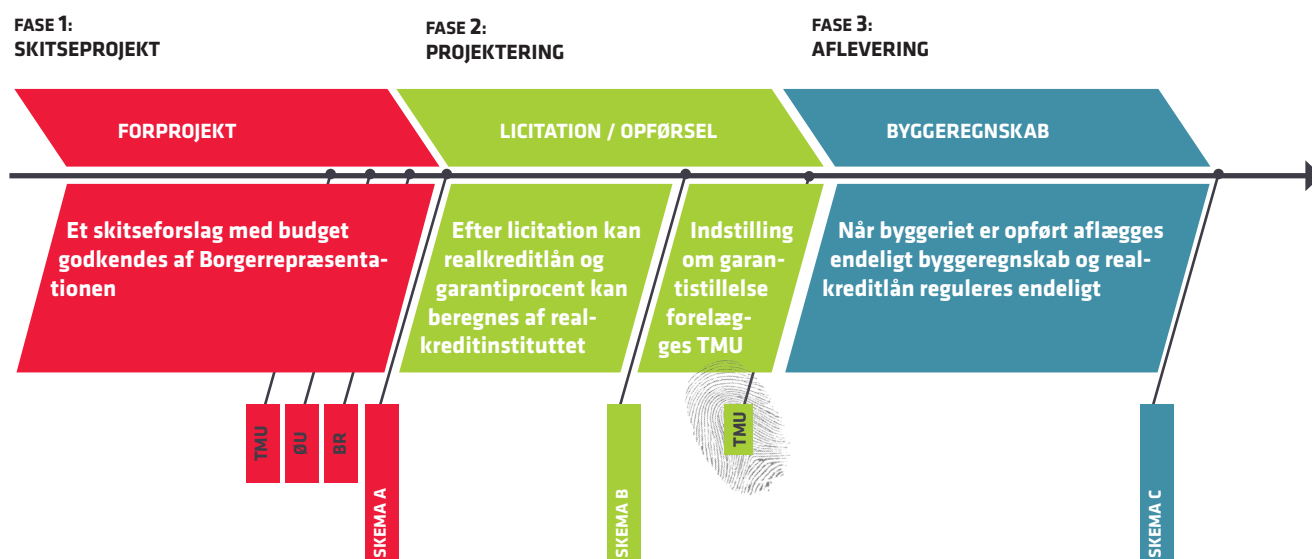 FASE 1:
SKITSEPROJEKT
FASE 2:
PROJEKTERING
FASE 3:
AFLEVERING
FORPROJEKT
LICITATION / OPFØRSEL
BYGGEREGNSKAB
Et skitseforslag med budget
godkendes af Borgerrepræsenta-
tionen
Efter licitation kan
realkreditlån og
garantiprocent kan
beregnes af real-
kreditinstituttet
Indstilling
om garan-
tistillelse
forelæg-
ges TMU
Når byggeriet er opført aflægges
endeligt byggeregnskab og real-
kreditlån reguleres endeligt
TMU
ØU
BR
SKEMA A
SKEMA B
TMU
SKEMA C